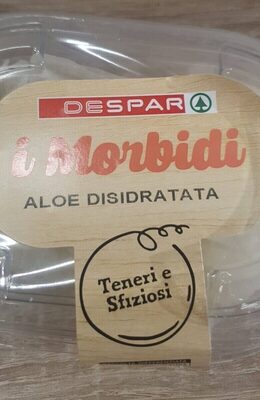 DESPAR
i Morbidi
ALOE DISIDRATATA
Teneri e
Sfiziosi